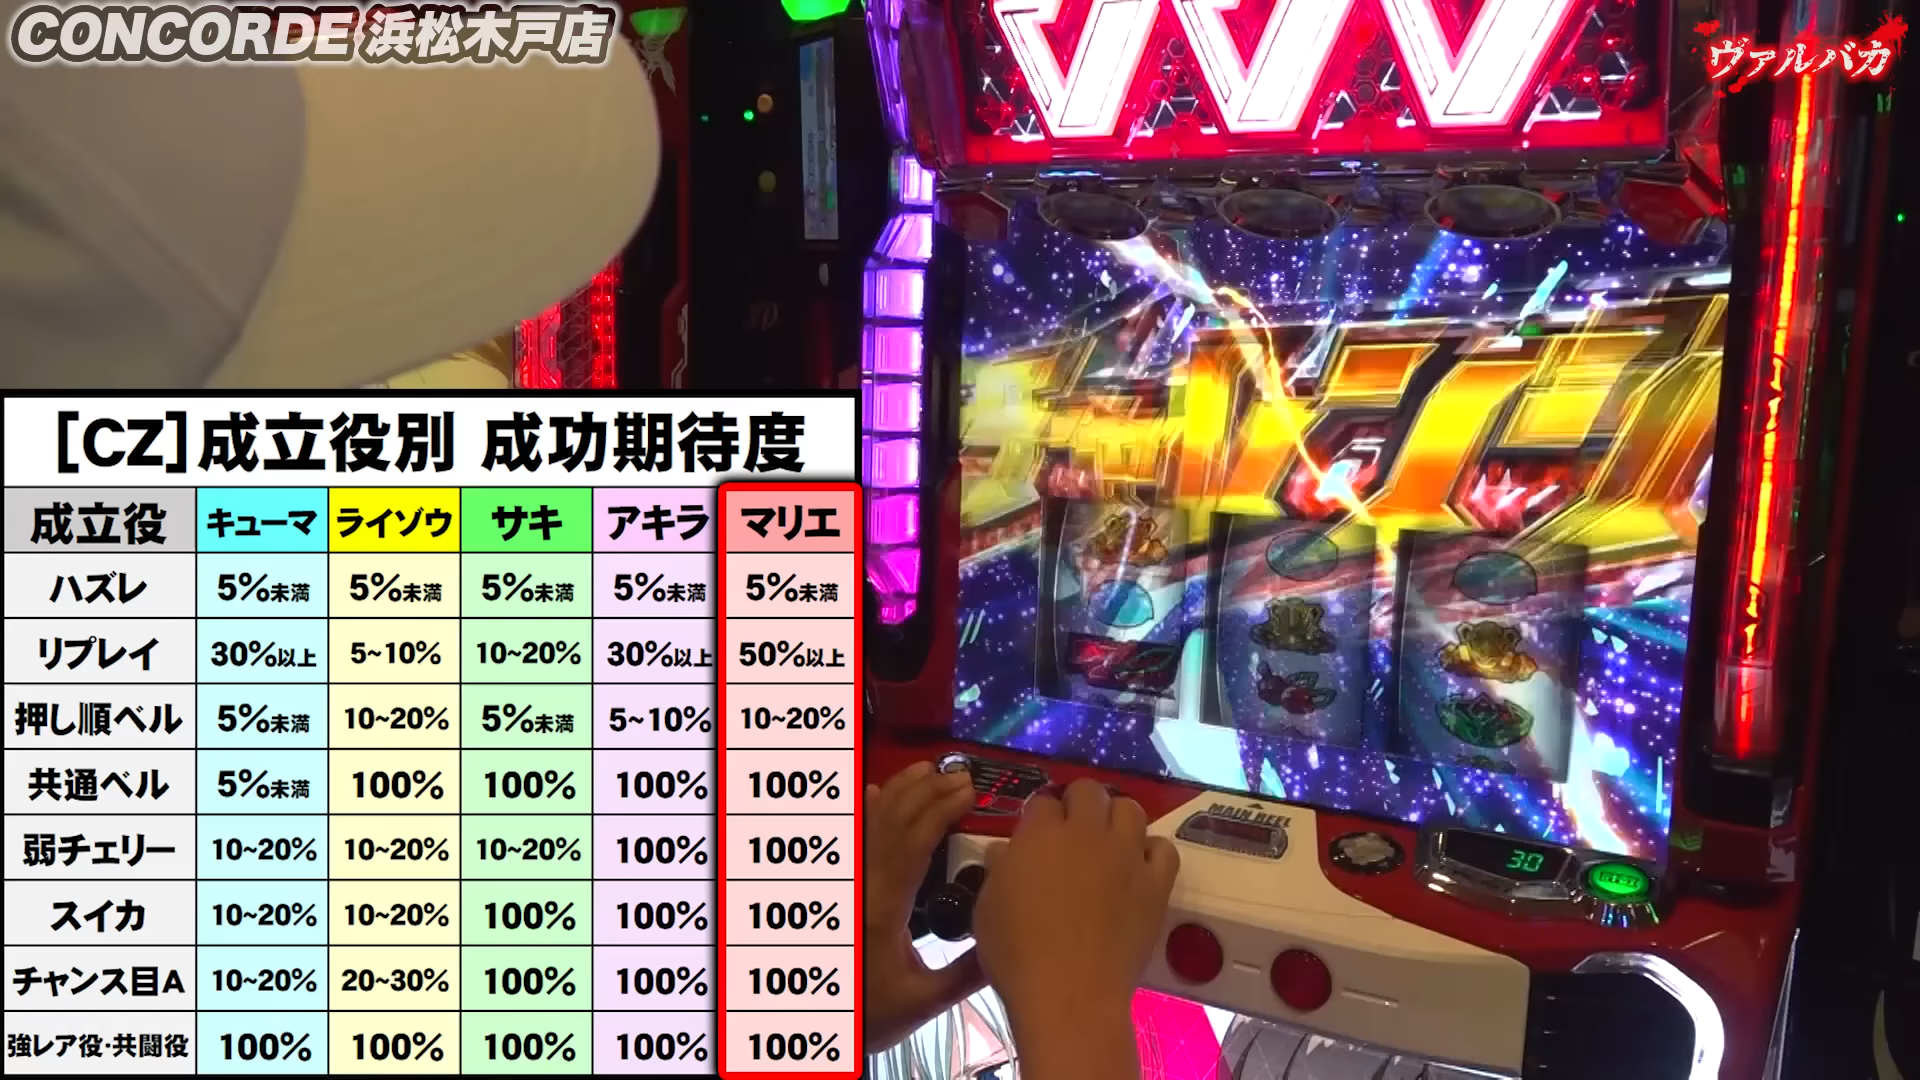 CONCORDE 浜松木戸店
ヴァルバカ
VVV
[CZ]成立役別 成功期待度
成立役 キューマ ライゾウ サキ アキラ マリエ
ハズレ 5%未満 5%未満 5%未満 5%未満 5%未満
リプレイ 30%以上 5~10% 10~20% 30%以上 50%以上
押し順ベル 5%未満 10~20% 5%未満 5~10% 10~20%
共通ベル 5%未満 100% 100% 100% 100%
弱チェリー 10~20% 10~20% 10~20% 100% 100%
スイカ 10~20% 10~20% 100% 100% 100%
チャンス目A 10~20% 20~30% 100% 100% 100%
強レア役・共闘役 100% 100% 100% 100% 100%
MAIN REEL
30